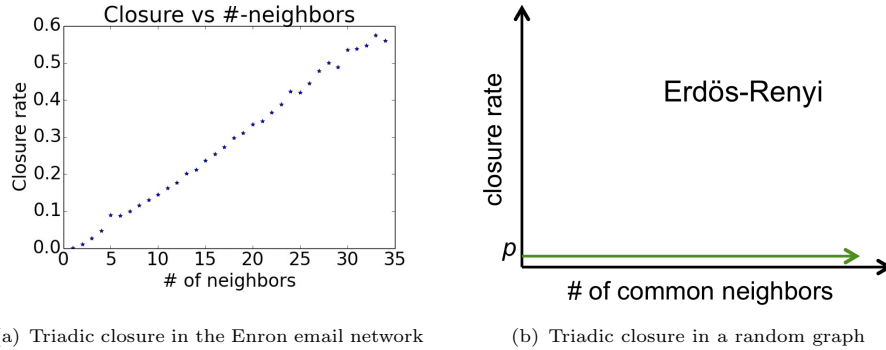 Closure vs #-neighbors
Closure rate
0.6
0.5
0.4
0.3
0.2
0.1
0.0
0 5 10 15 20 25 30 35
# of neighbors
a) Triadic closure in the Enron email network
Erdös-Renyi
closure rate
p
# of common neighbors
(b) Triadic closure in a random graph